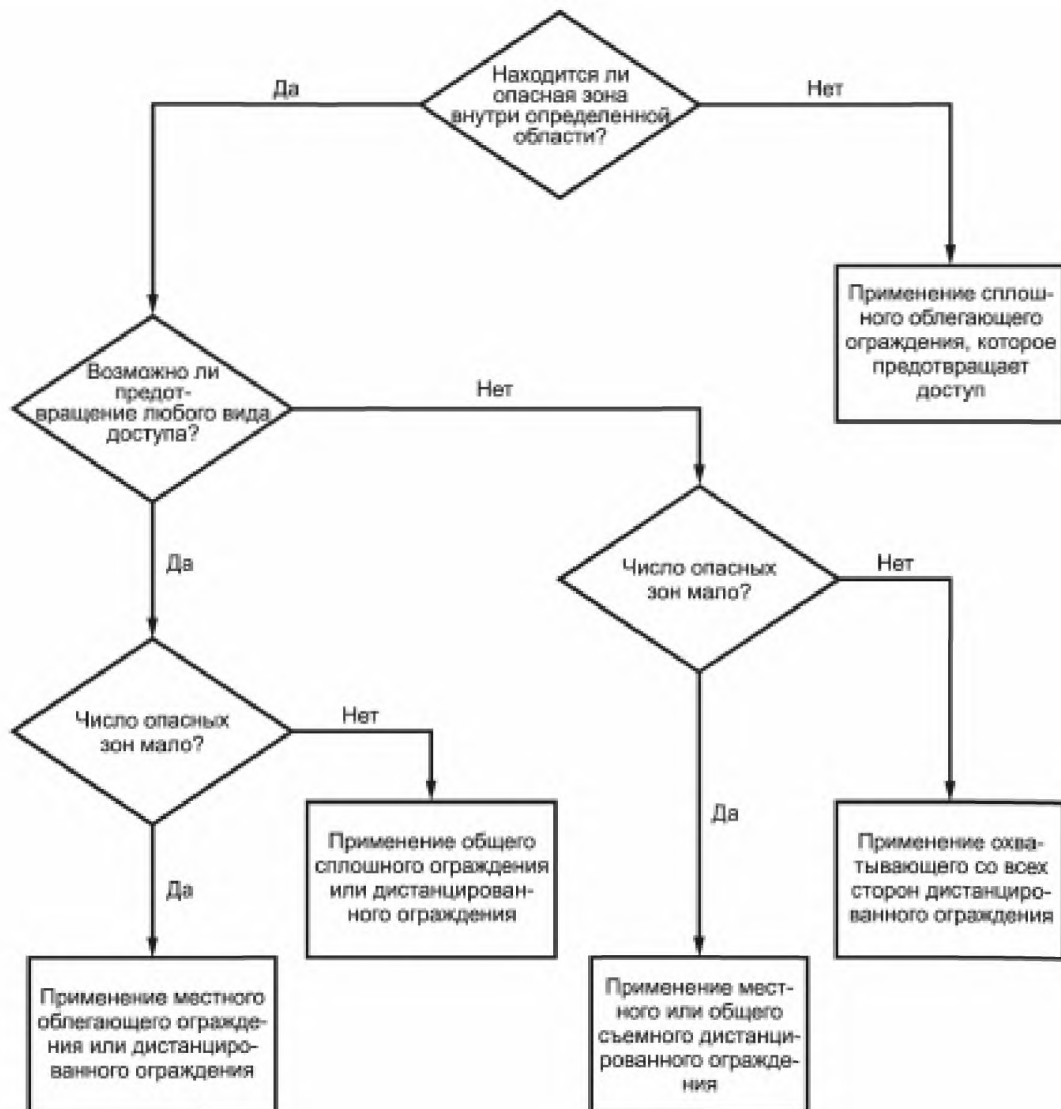 Находится ли
опасная зона
внутри определенной
области?
Да
Нет
Применение сплош-
ного облегающего
ограждения, которое
предотвращает
доступ
Возможно ли
предот-
вращение любого вида
доступа?
Нет
Да
Число опасных
зон мало?
Нет
Да
Число опасных
зон мало?
Нет
Да
Применение общего
сплошного ограждения
или дистанцирован-
ного ограждения
Применение охва-
тывающего со всех
сторон дистанциро-
ванного ограждения
Применение местного
облегающего огражде-
ния или дистанциро-
ванного ограждения
Применение мест-
ного или общего
съемного дистанци-
рованного огражде-
ния